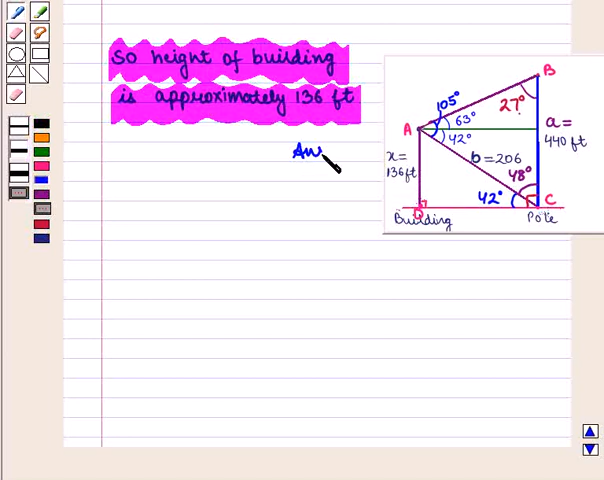 So height of building
is approximately 136 ft
Ans
B
105°
27°
A
63°
42°
a=
440 ft
x=
136 ft
b=206
48°
42°
C
D
Building
Pole